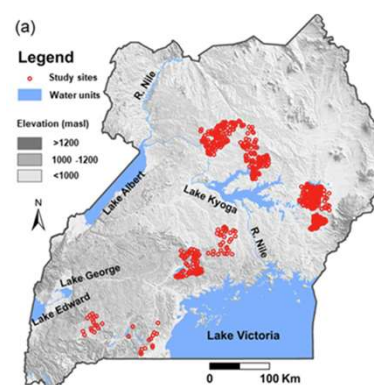 (a)
Legend
Study sites
Water units
Elevation (masl)
>1200
1000 -1200
<1000
N
R. Nile
Lake Albert
Lake Kyoga
R. Nile
Lake George
Lake Edward
Lake Victoria
0 100 Km